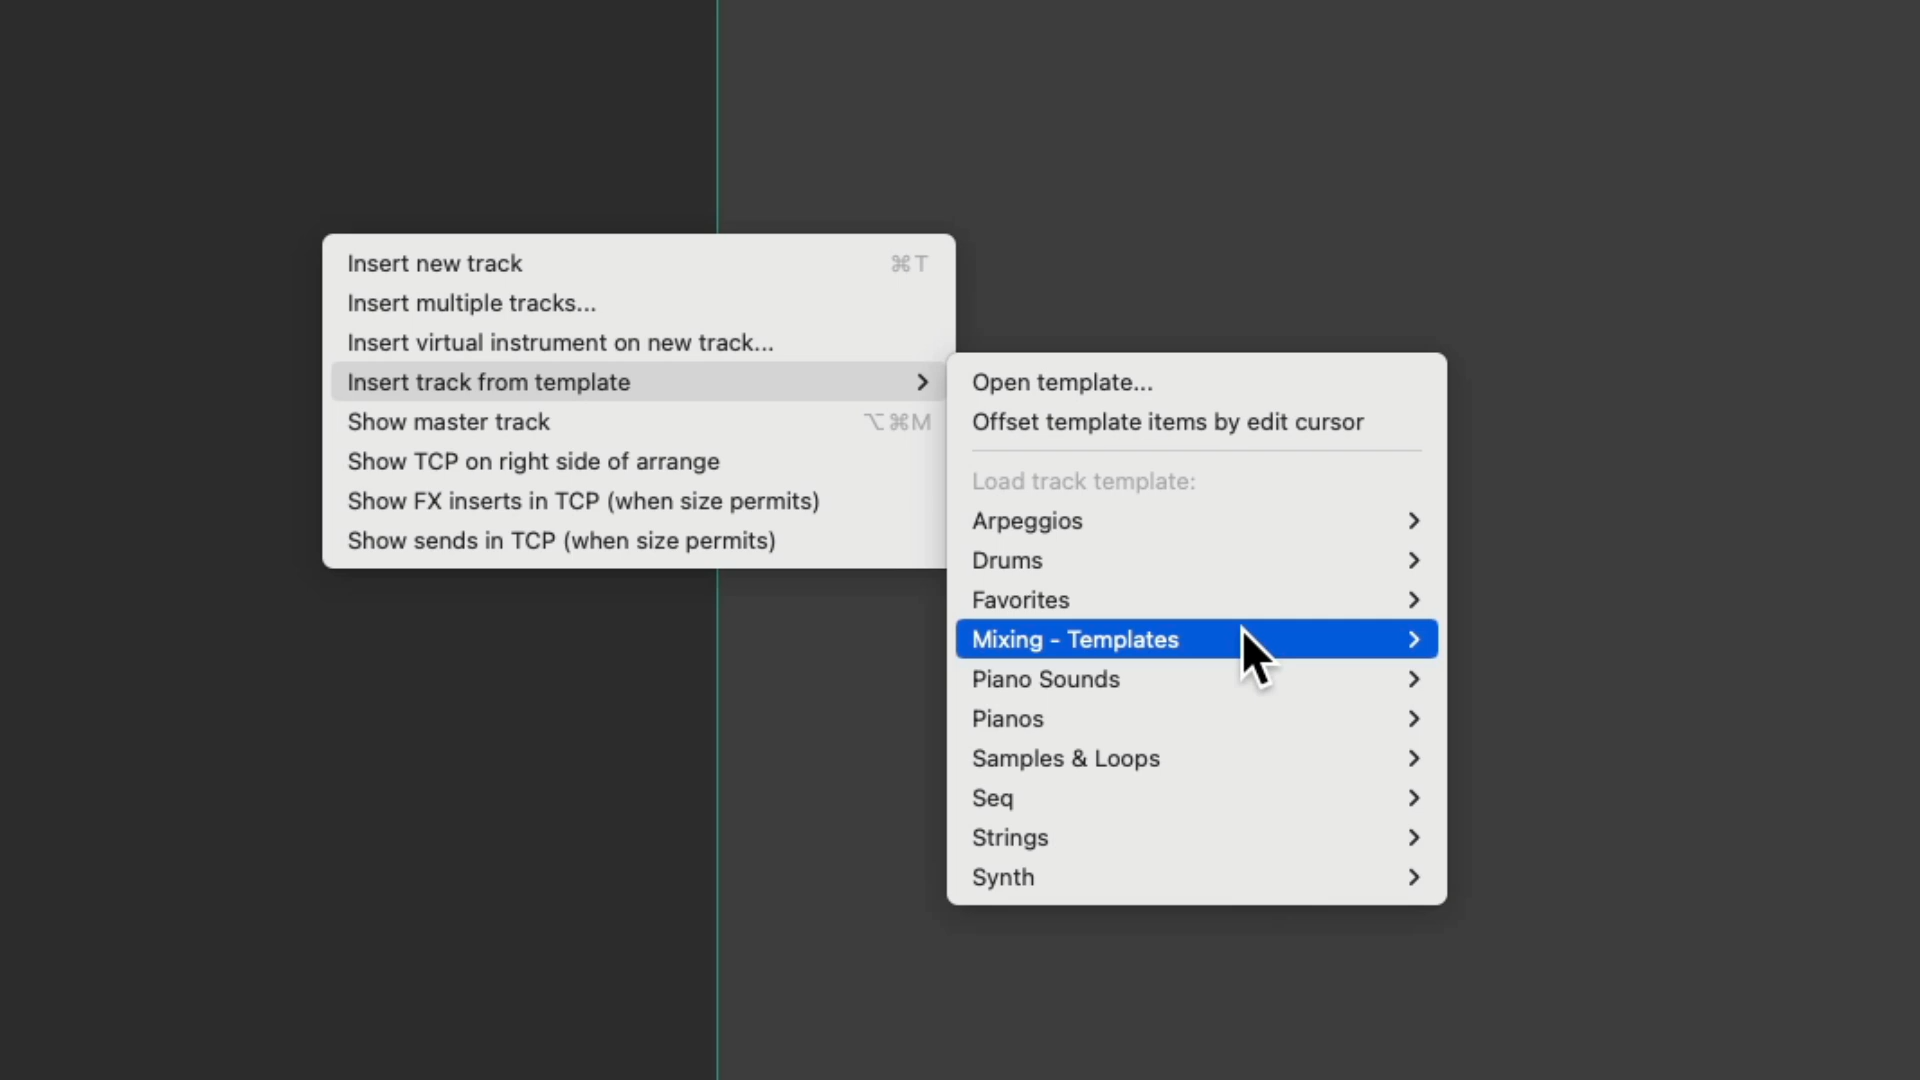 Insert new track ⌘T
Insert multiple tracks...
Insert virtual instrument on new track...
Insert track from template
Show master track ⌥⌘M
Show TCP on right side of arrange
Show FX inserts in TCP (when size permits)
Show sends in TCP (when size permits)
Open template...
Offset template items by edit cursor
Load track template:
Arpeggios
Drums
Favorites
Mixing - Templates
Piano Sounds
Pianos
Samples & Loops
Seq
Strings
Synth